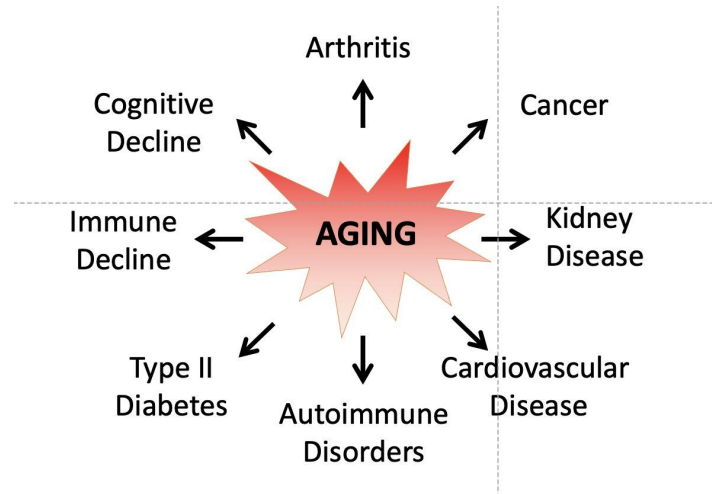 Arthritis
Cognitive
Decline
Cancer
Immune
Decline
AGING
Kidney
Disease
Type II
Diabetes
Autoimmune
Disorders
Cardiovascular
Disease